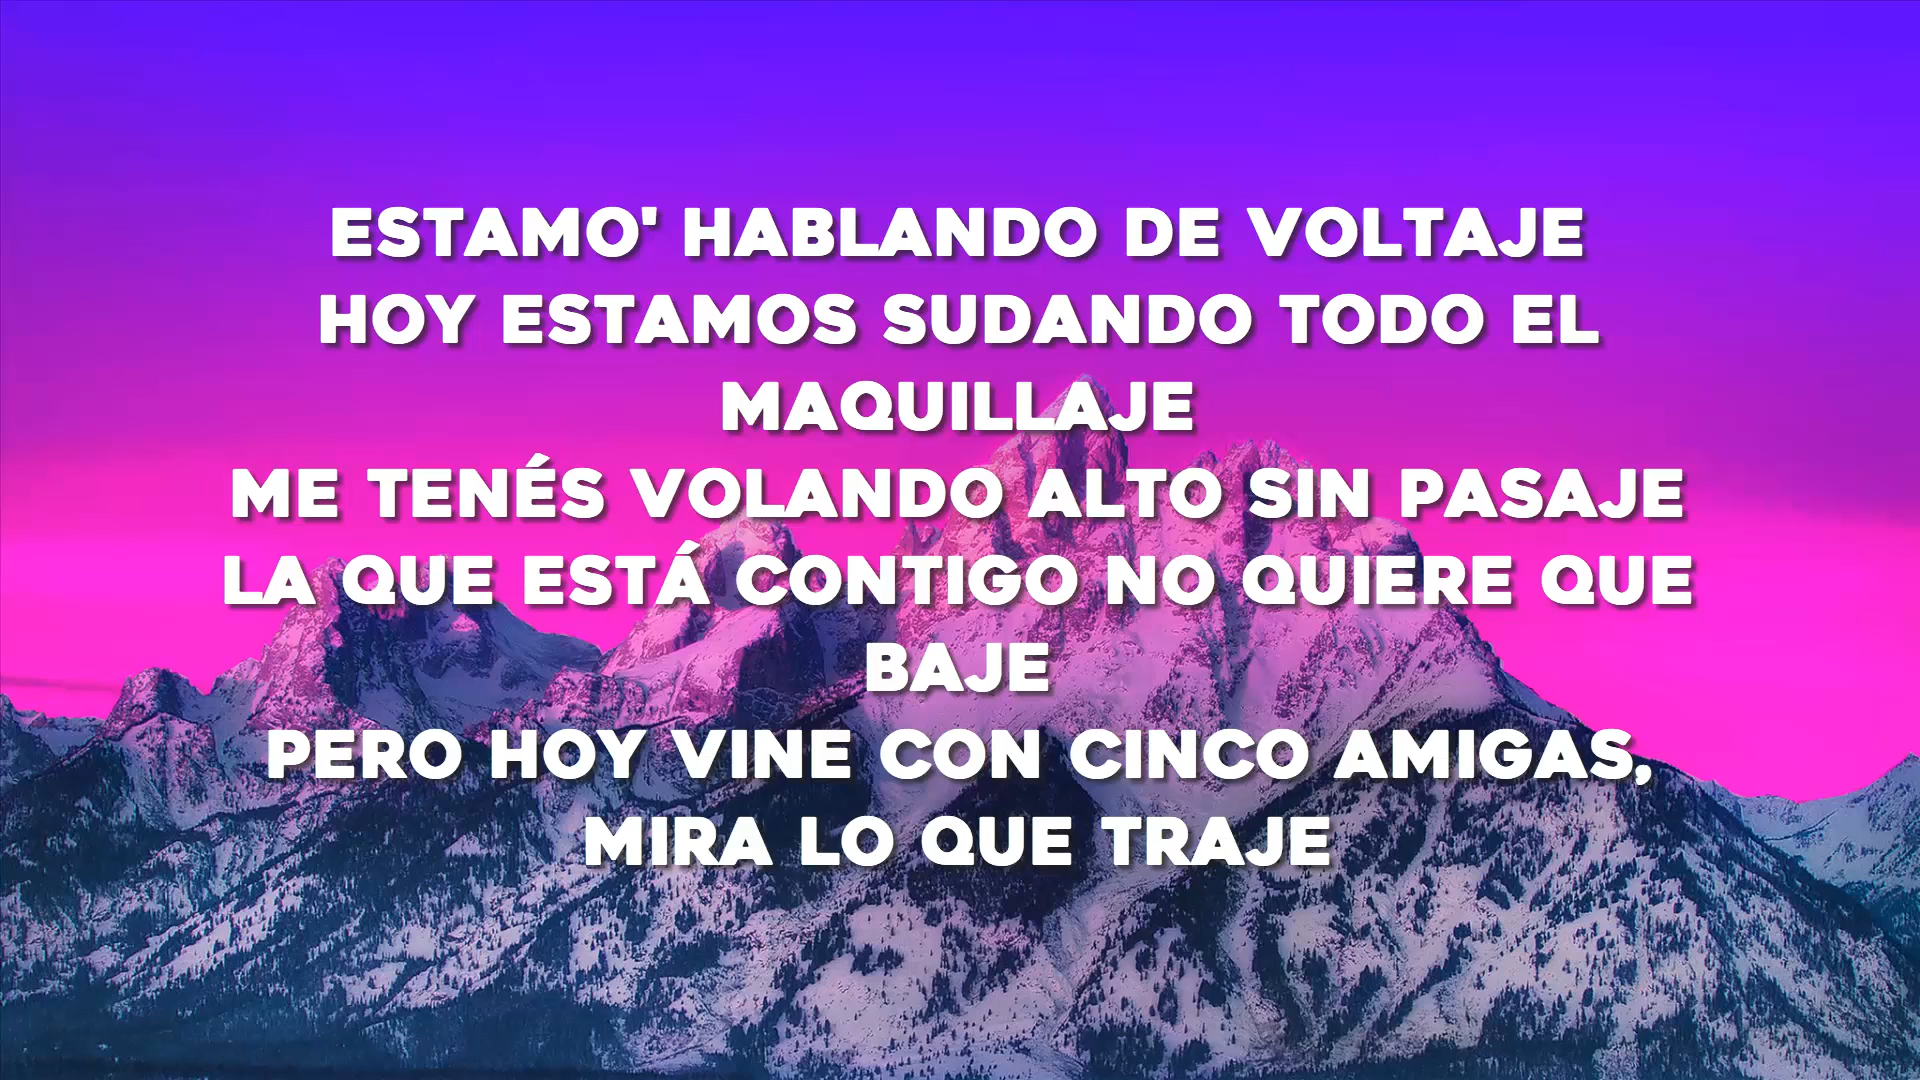 ESTAMO' HABLANDO DE VOLTAJE
HOY ESTAMOS SUDANDO TODO EL
MAQUILLAJE
ME TENÉS VOLANDO ALTO SIN PASAJE
LA QUE ESTÁ CONTIGO NO QUIERE QUE
BAJE
PERO HOY VINE CON CINCO AMIGAS,
MIRA LO QUE TRAJE